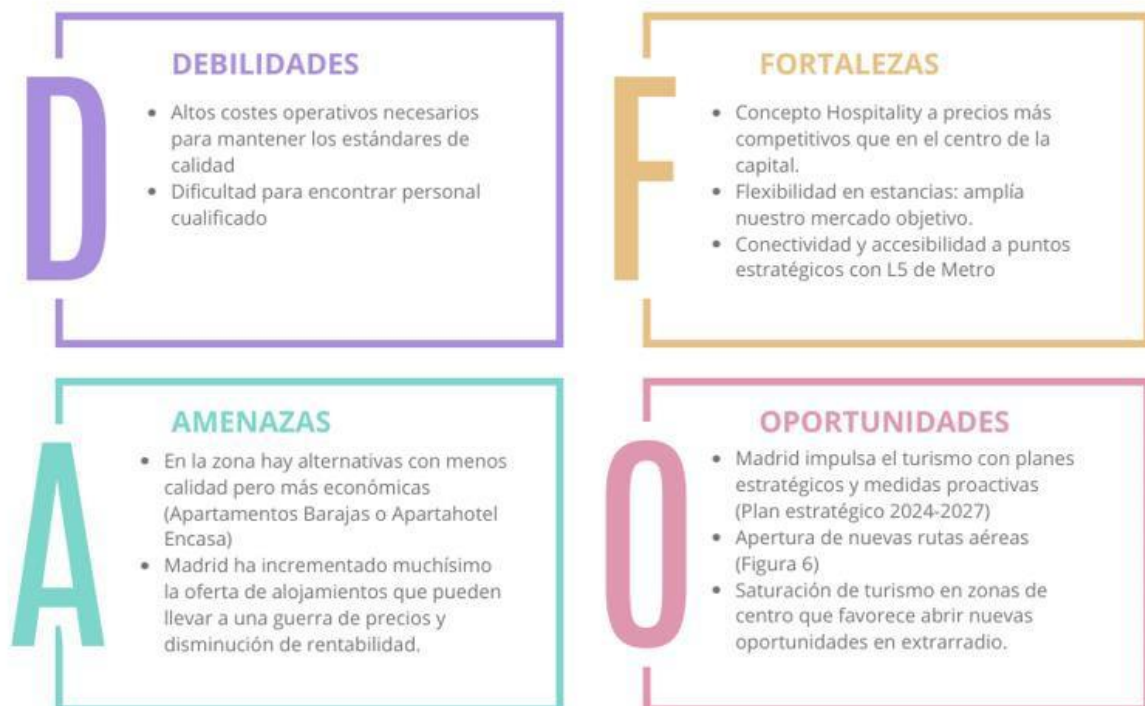 D
DEBILIDADES
• Altos costes operativos necesarios
para mantener los estándares de
calidad
• Dificultad para encontrar personal
cualificado
F
FORTALEZAS
• Concepto Hospitality a precios más
competitivos que en el centro de la
capital.
• Flexibilidad en estancias: amplía
nuestro mercado objetivo.
• Conectividad y accesibilidad a puntos
estratégicos con L5 de Metro
A
AMENAZAS
• En la zona hay alternativas con menos
calidad pero más económicas
(Apartamentos Barajas o Apartahotel
Encasa)
• Madrid ha incrementado muchísimo
la oferta de alojamientos que pueden
llevar a una guerra de precios y
disminución de rentabilidad.
O
OPORTUNIDADES
• Madrid impulsa el turismo con planes
estratégicos y medidas proactivas
(Plan estratégico 2024-2027)
• Apertura de nuevas rutas aéreas
(Figura 6)
• Saturación de turismo en zonas de
centro que favorece abrir nuevas
oportunidades en extrarradio.